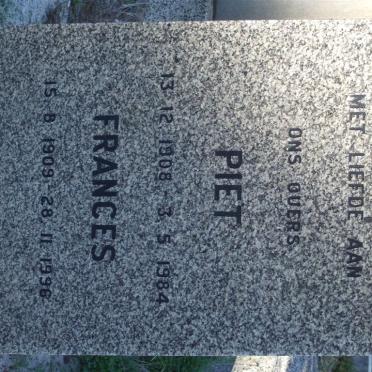 MET LIEFDE AAN
ONS OUERS
PIET
13. 12. 1908 - 3. 5. 1984
FRANCES
15. 8. 1909 - 28. 11. 1996